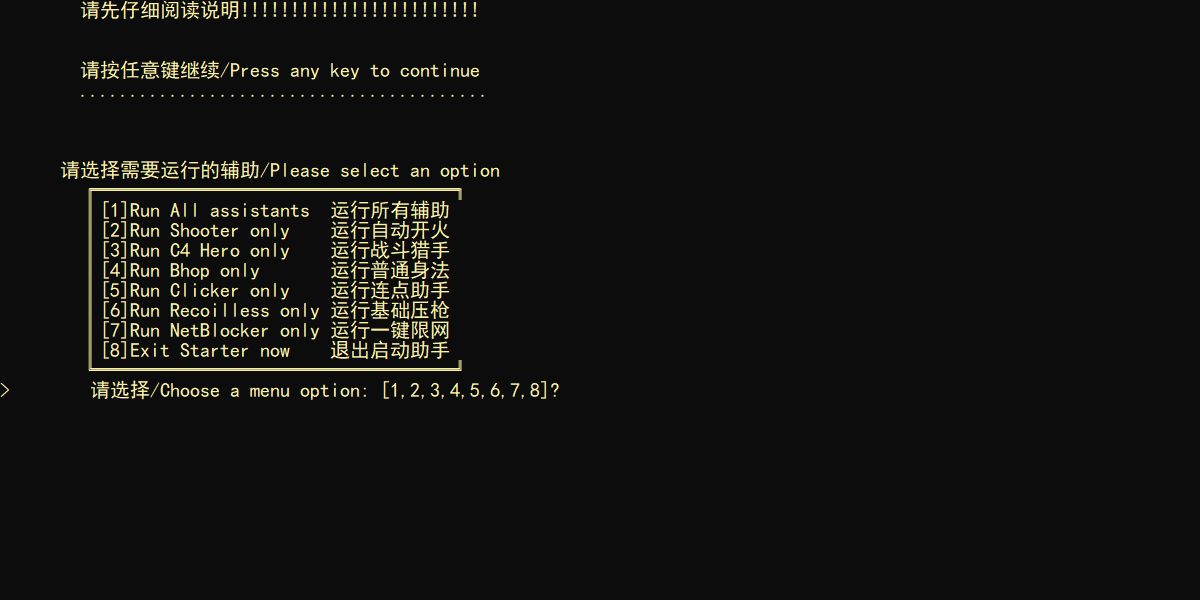 请先仔细阅读说明!!!!!!!!!!!!!!!!!!!!!!!!
请按任意键继续/Press any key to continue
.........................................
请选择需要运行的辅助/Please select an option
[1]Run All assistants 运行所有辅助
[2]Run Shooter only 运行自动开火
[3]Run C4 Hero only 运行战斗猎手
[4]Run Bhop only 运行普通身法
[5]Run Clicker only 运行连点助手
[6]Run Recoilless only 运行基础压枪
[7]Run NetBlocker only 运行一键限网
[8]Exit Starter now 退出启动助手
> 请选择/Choose a menu option: [1,2,3,4,5,6,7,8]?